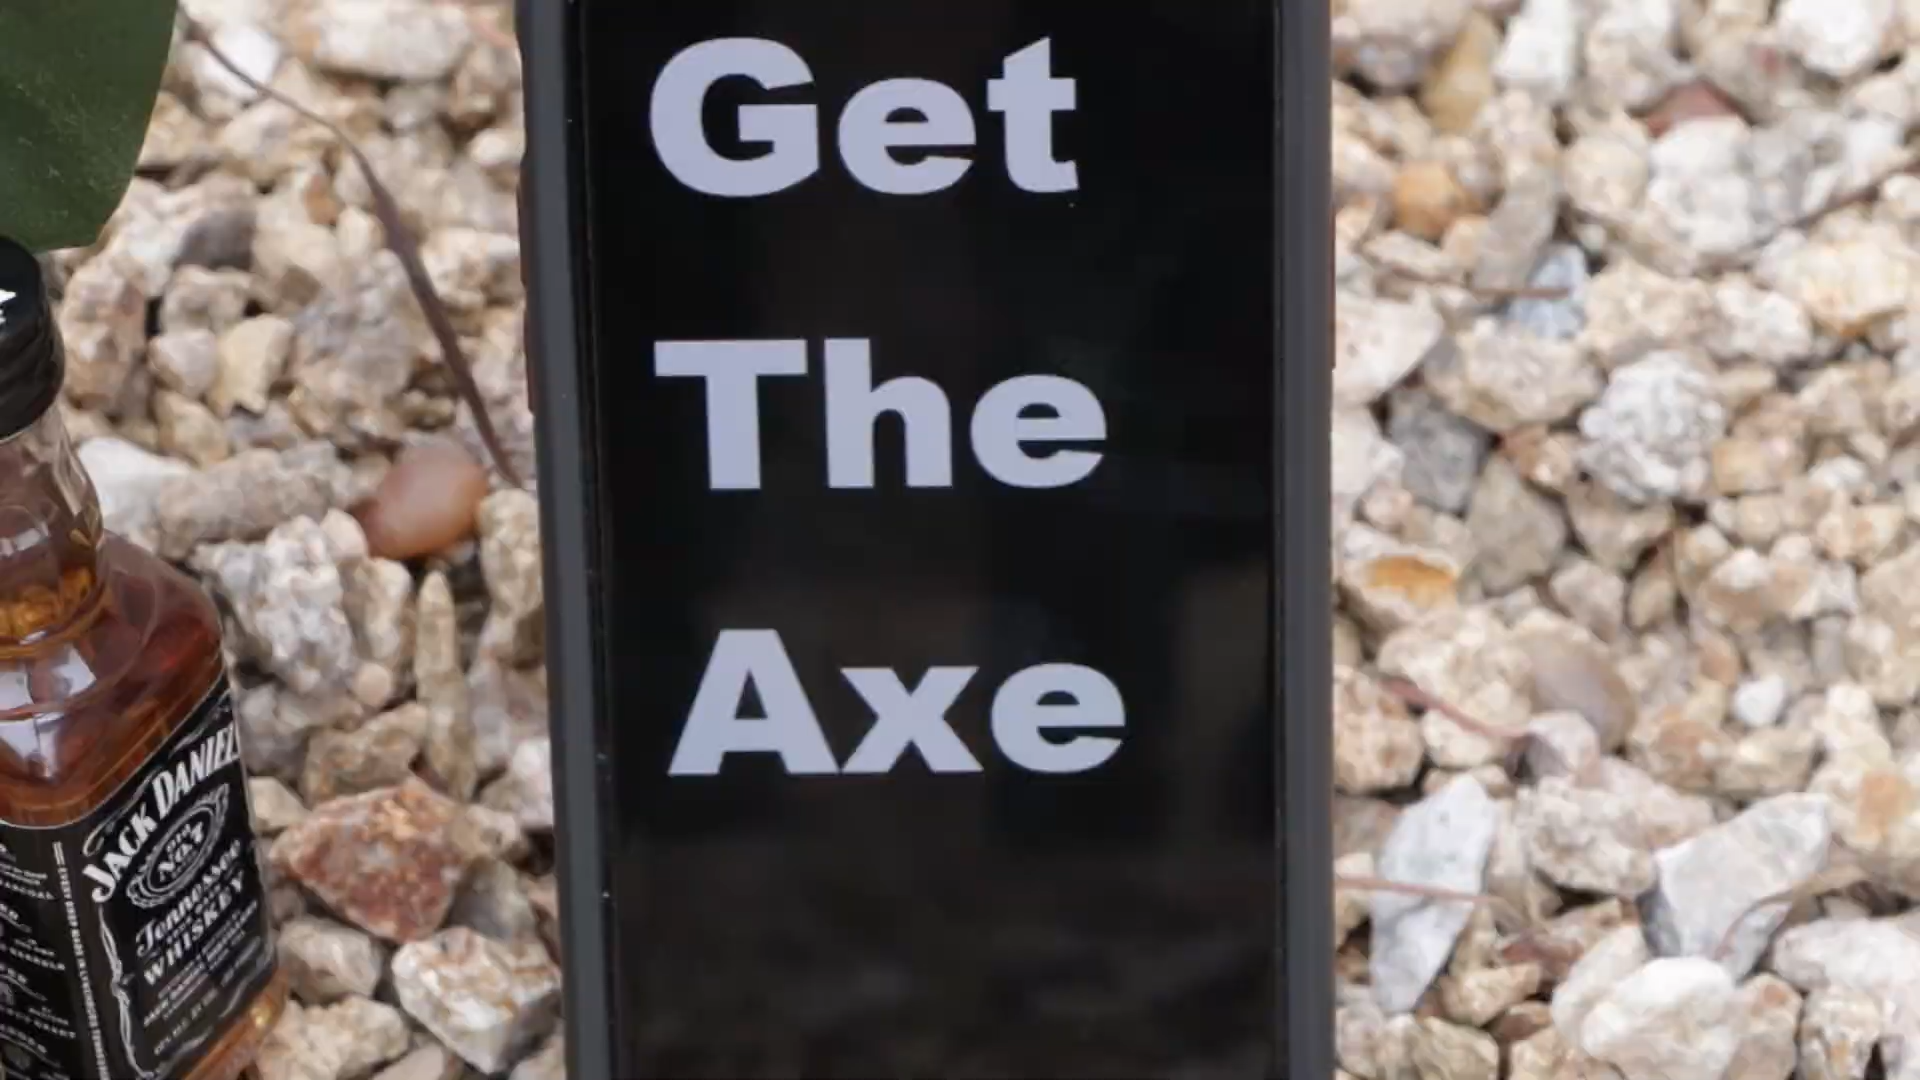 Get
The
Axe
JACK DANIEL
OLD
No. 7
Tennessee
WHISKEY